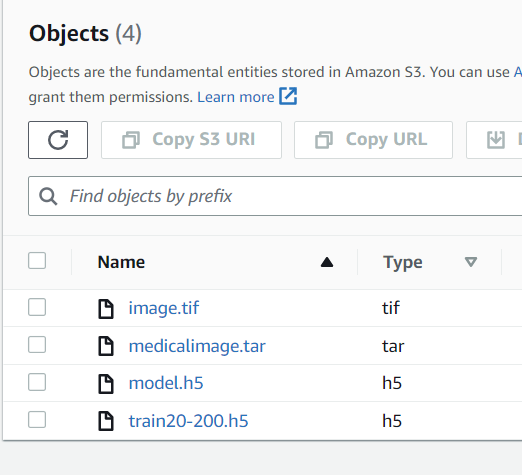 Objects (4)
Objects are the fundamental entities stored in Amazon S3. You can use
grant them permissions. Learn more
Copy S3 URI Copy URL
Find objects by prefix
Name Type
image.tif tif
medicalimage.tar tar
model.h5 h5
train20-200.h5 h5